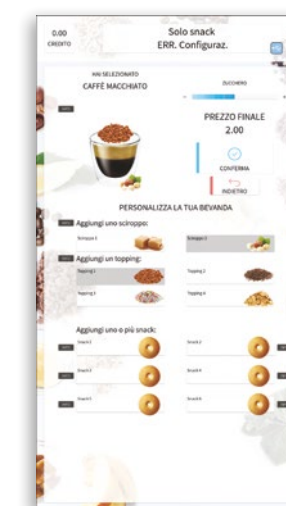 0.00
CREDITO
Solo snack
ERR. Configuraz.
HAI SELEZIONATO
CAFFÈ MACCHIATO
ZUCCHERO
PREZZO FINALE
2.00
CONFERMA
INDIETRO
PERSONALIZZA LA TUA BEVANDA
Aggiungi uno sciroppo:
Sciroppo 1
Sciroppo 2
Aggiungi un topping:
Topping 1
Topping 2
Topping 3
Topping 4
Aggiungi uno o più snack:
Snack 1
Snack 2
Snack 3
Snack 4
Snack 5
Snack 6